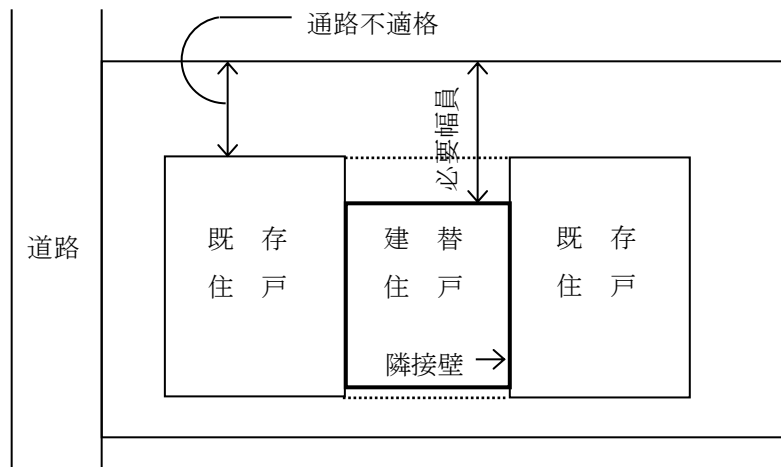 通路不適格
必要幅員
道路
既 存
住 戸
建 替
住 戸
既 存
住 戸
隣接壁